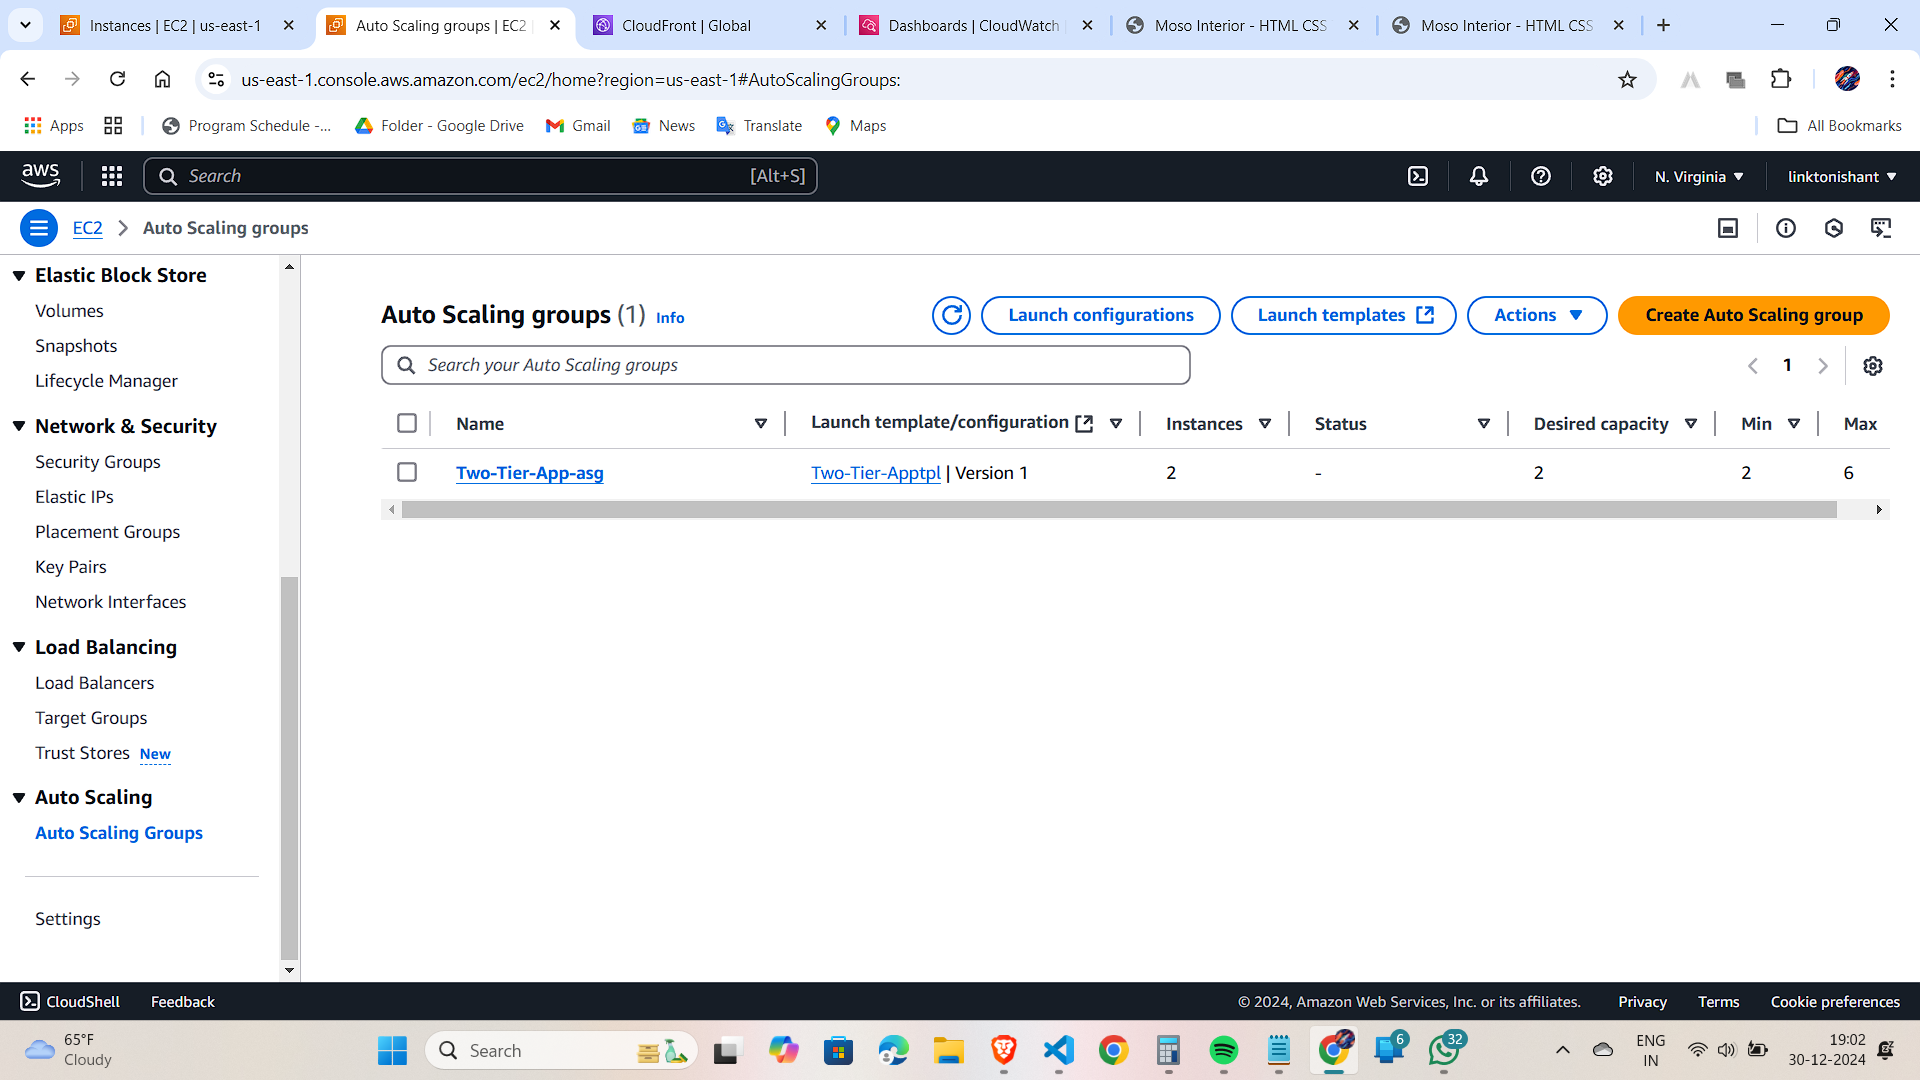 Instances | EC2 | us-east-1
Auto Scaling groups | EC2
CloudFront | Global
Dashboards | CloudWatch
Moso Interior - HTML CSS
Moso Interior - HTML CSS
us-east-1.console.aws.amazon.com/ec2/home?region=us-east-1#AutoScalingGroups:
Apps
Program Schedule -...
Folder - Google Drive
Gmail
News
Translate
Maps
All Bookmarks
aws
Search
[Alt+S]
N. Virginia
linktonishant
EC2
Auto Scaling groups
Elastic Block Store
Volumes
Snapshots
Lifecycle Manager
Network & Security
Security Groups
Elastic IPs
Placement Groups
Key Pairs
Network Interfaces
Load Balancing
Load Balancers
Target Groups
Trust Stores New
Auto Scaling
Auto Scaling Groups
Settings
Auto Scaling groups (1) Info
Launch configurations
Launch templates
Actions
Create Auto Scaling group
Search your Auto Scaling groups
1
Name
Launch template/configuration
Instances
Status
Desired capacity
Min
Max
Two-Tier-App-asg
Two-Tier-Apptpl | Version 1
2
-
2
2
6
CloudShell
Feedback
© 2024, Amazon Web Services, Inc. or its affiliates.
Privacy
Terms
Cookie preferences
65°F
Cloudy
Search
6
32
ENG
IN
19:02
30-12-2024